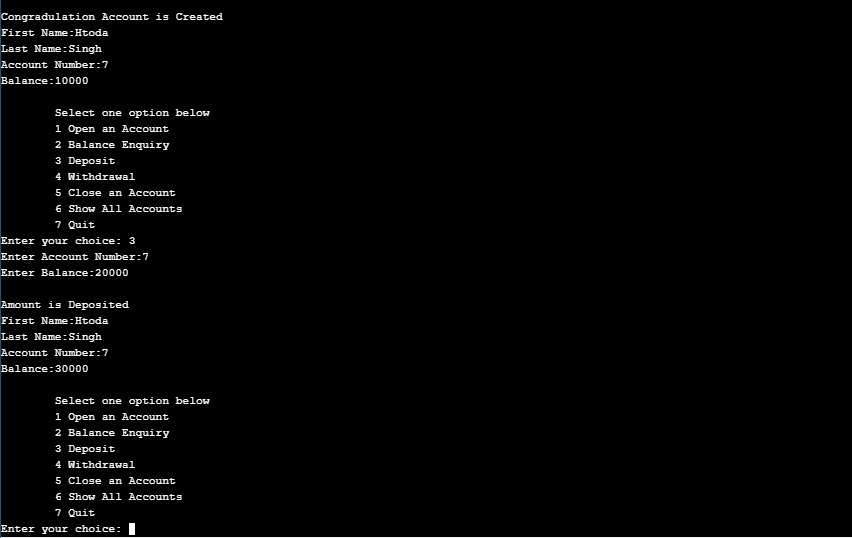 Congradulation Account is Created
First Name:Htoda
Last Name:Singh
Account Number:7
Balance:10000
Select one option below
1 Open an Account
2 Balance Enquiry
3 Deposit
4 Withdrawal
5 Close an Account
6 Show All Accounts
7 Quit
Enter your choice: 3
Enter Account Number:7
Enter Balance:20000
Amount is Deposited
First Name:Htoda
Last Name:Singh
Account Number:7
Balance:30000
Select one option below
1 Open an Account
2 Balance Enquiry
3 Deposit
4 Withdrawal
5 Close an Account
6 Show All Accounts
7 Quit
Enter your choice: